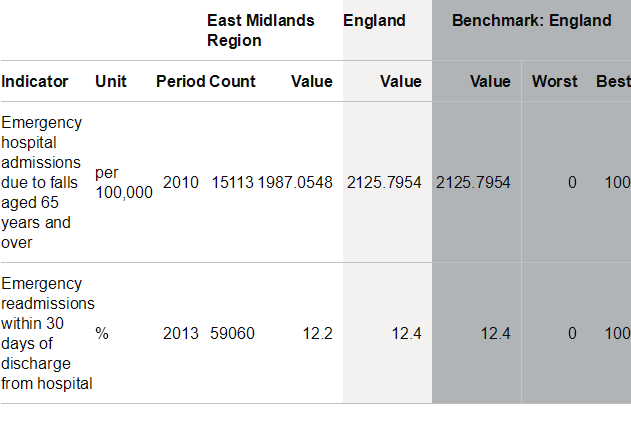 East Midlands Region England Benchmark: England
Indicator Unit Period Count Value Value Value Worst Best
Emergency
hospital
admissions
due to falls
aged 65
years and
over
per
100,000
2010 15113 1987.0548 2125.7954 2125.7954 0 100
Emergency
readmissions
within 30
days of
discharge
from hospital
% 2013 59060 12.2 12.4 12.4 0 100